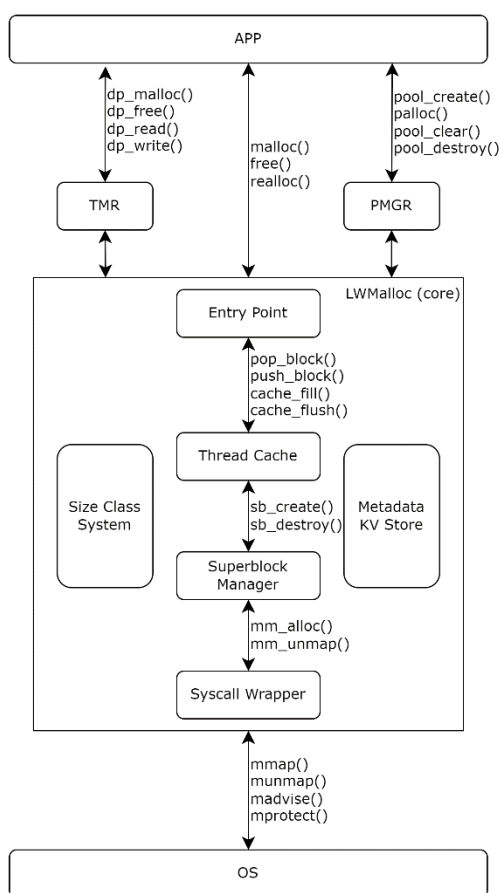 APP
dp_malloc()
dp_free()
dp_read()
dp_write()
malloc()
free()
realloc()
pool_create()
palloc()
pool_clear()
pool_destroy()
TMR
PMGR
LWMalloc (core)
Entry Point
pop_block()
push_block()
cache_fill()
cache_flush()
Thread Cache
Size Class
System
Metadata
KV Store
sb_create()
sb_destroy()
Superblock
Manager
mm_alloc()
mm_unmap()
Syscall Wrapper
mmap()
munmap()
madvise()
mprotect()
OS